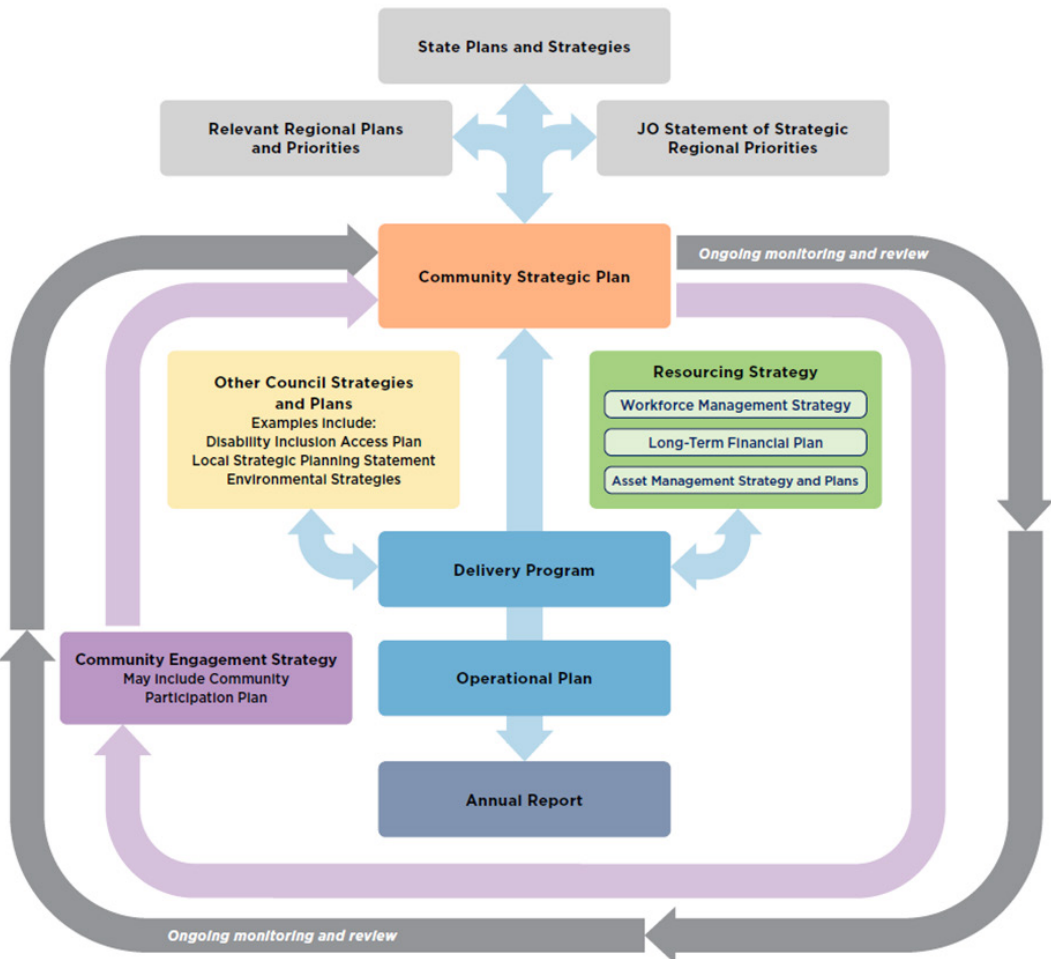 State Plans and Strategies
Relevant Regional Plans
and Priorities
JO Statement of Strategic
Regional Priorities
Community Strategic Plan
Ongoing monitoring and review
Other Council Strategies
and Plans
Examples Include:
Disability Inclusion Access Plan
Local Strategic Planning Statement
Environmental Strategies
Resourcing Strategy
Workforce Management Strategy
Long-Term Financial Plan
Asset Management Strategy and Plans
Delivery Program
Community Engagement Strategy
May Include Community
Participation Plan
Operational Plan
Annual Report
Ongoing monitoring and review